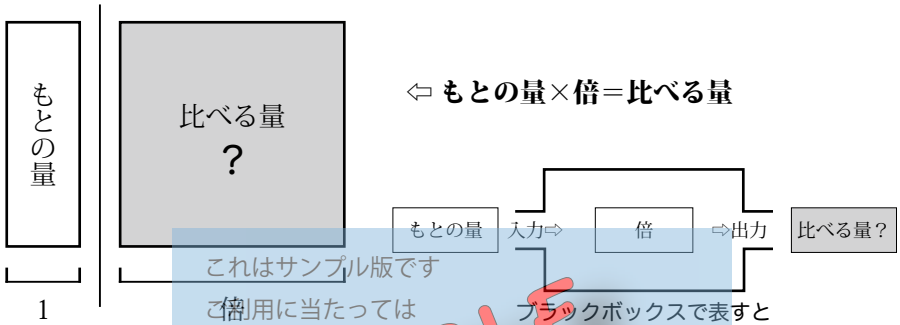 もとの量
比べる量
?
⇦ もとの量×倍=比べる量
もとの量 入力⇨ 倍 ⇨出力 比べる量?
これはサンプル版です
1 倍
ご利用に当たっては
ブラックボックスで表すと